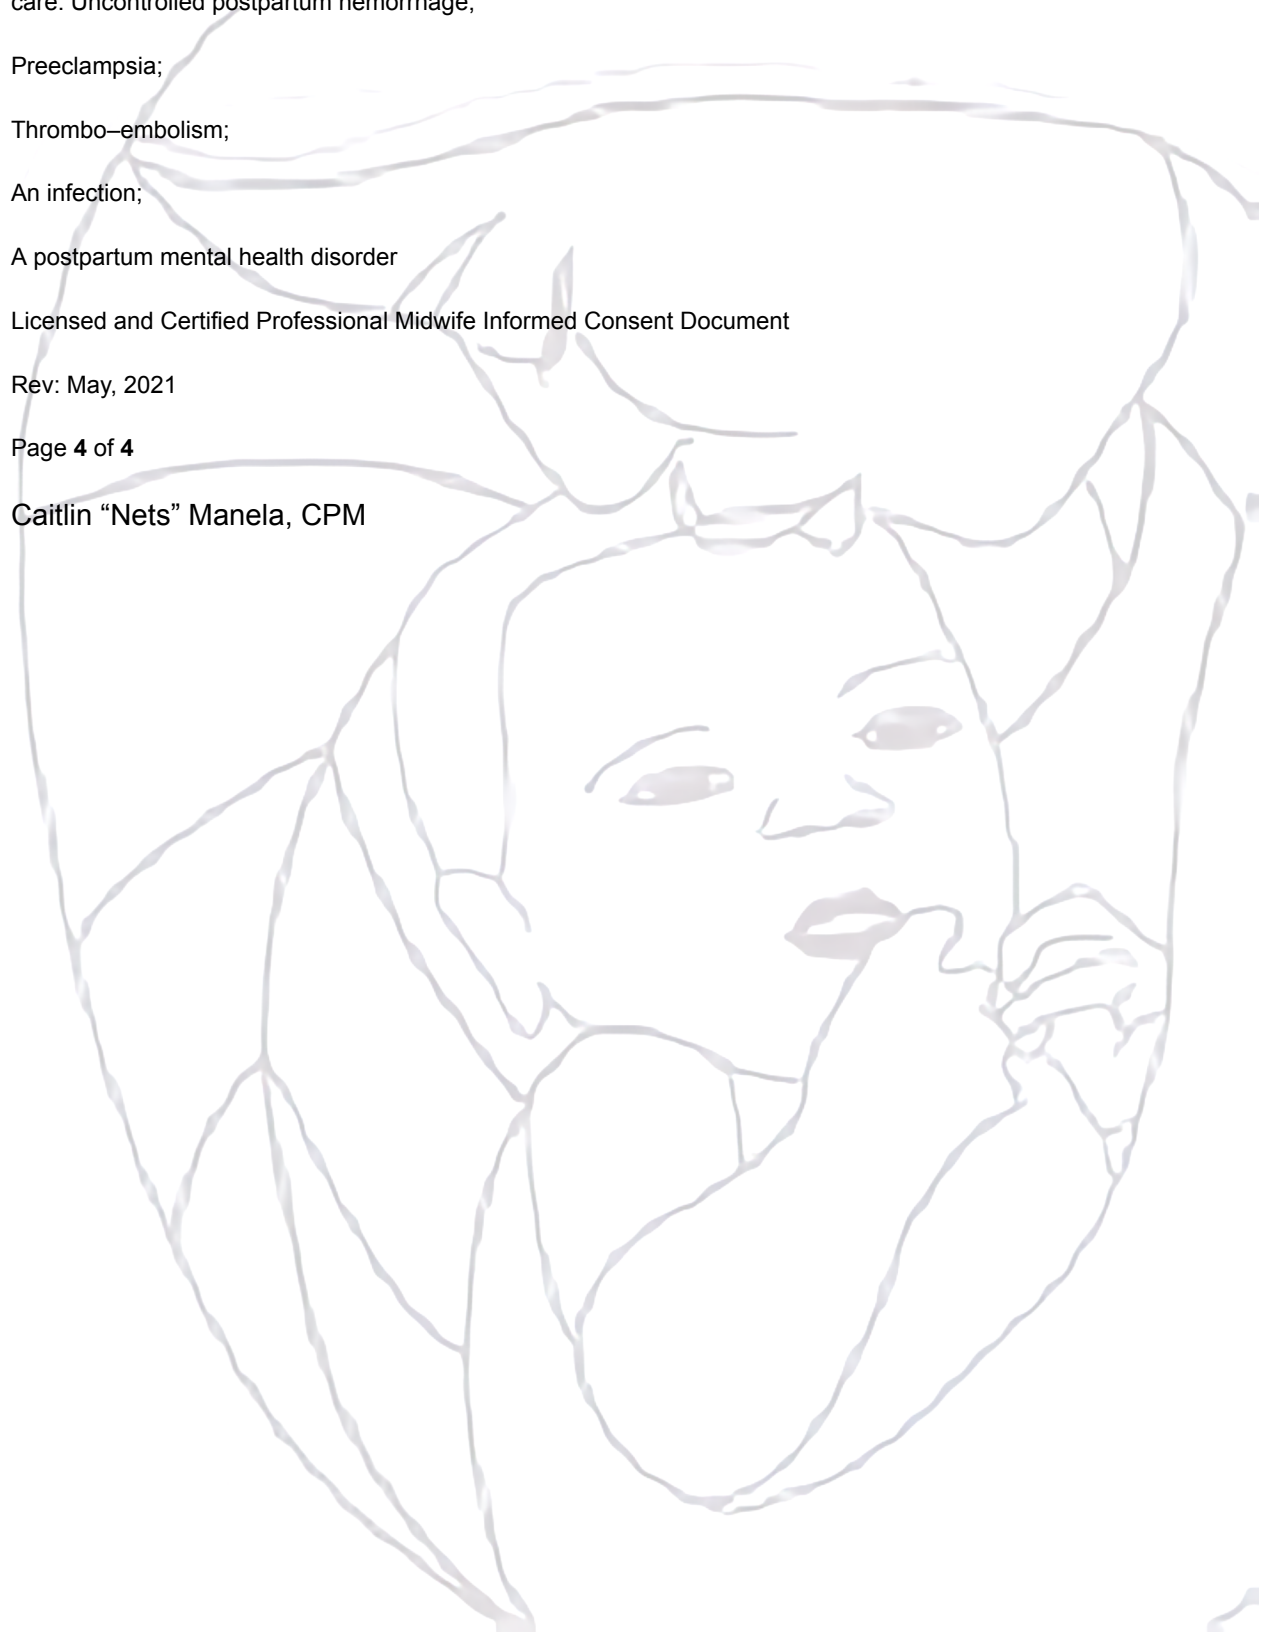 care. Uncontrolled postpartum hemorrhage;
Preeclampsia;
Thrombo–embolism;
An infection;
A postpartum mental health disorder
Licensed and Certified Professional Midwife Informed Consent Document
Rev: May, 2021
Page 4 of 4
Caitlin “Nets” Manela, CPM